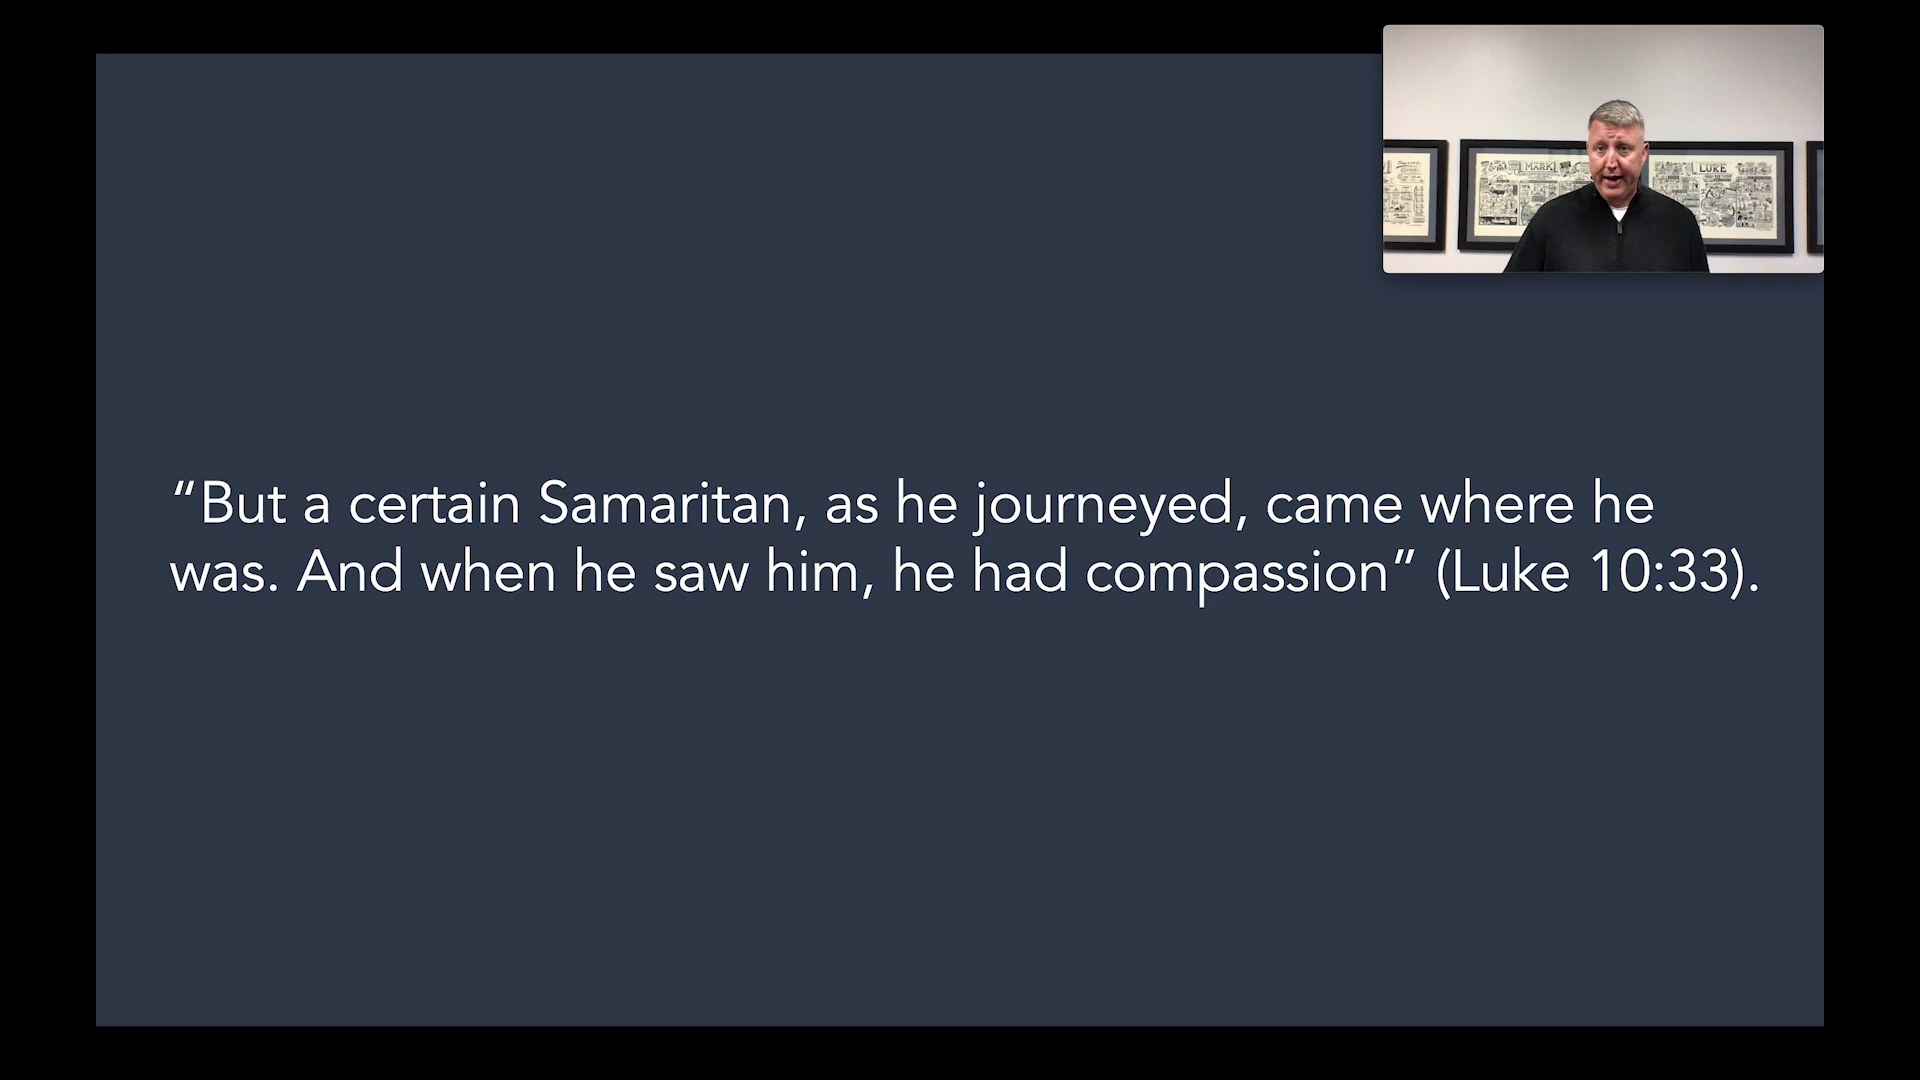 MARK
LUKE
“But a certain Samaritan, as he journeyed, came where he
was. And when he saw him, he had compassion” (Luke 10:33).